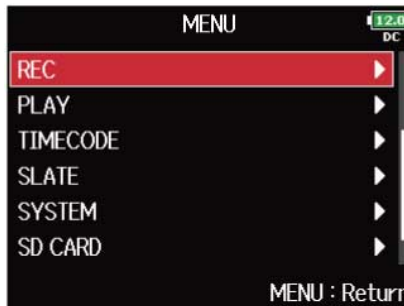 MENU
12.0
DC
REC
PLAY
TIMECODE
SLATE
SYSTEM
SD CARD
MENU : Return